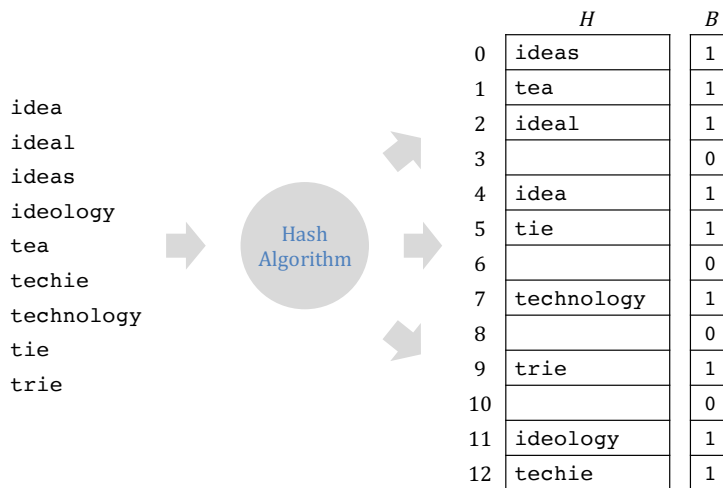 H B
idea
ideal
ideas
ideology
tea
techie
technology
tie
trie
Hash
Algorithm
0 ideas 1
1 tea 1
2 ideal 1
3 0
4 idea 1
5 tie 1
6 0
7 technology 1
8 0
9 trie 1
10 0
11 ideology 1
12 techie 1